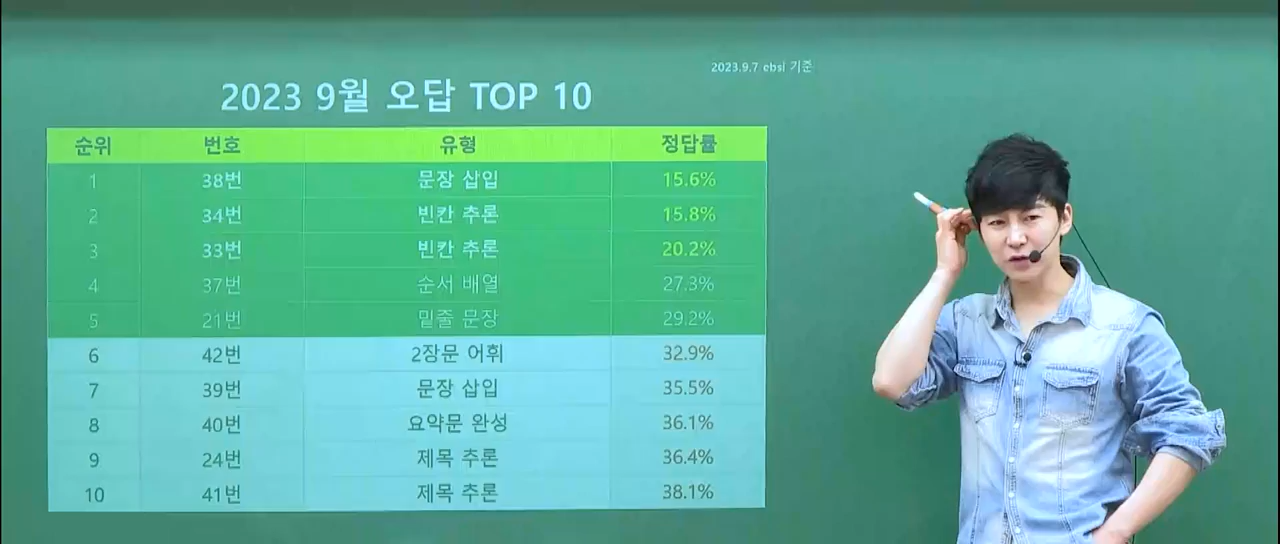 2023.9.7 ebsi 기준
2023 9월 오답 TOP 10
순위 번호 유형 정답률
1 38번 문장 삽입 15.6%
2 34번 빈칸 추론 15.8%
3 33번 빈칸 추론 20.2%
4 37번 순서 배열 27.3%
5 21번 밑줄 문장 29.2%
6 42번 2장문 어휘 32.9%
7 39번 문장 삽입 35.5%
8 40번 요약문 완성 36.1%
9 24번 제목 추론 36.4%
10 41번 제목 추론 38.1%